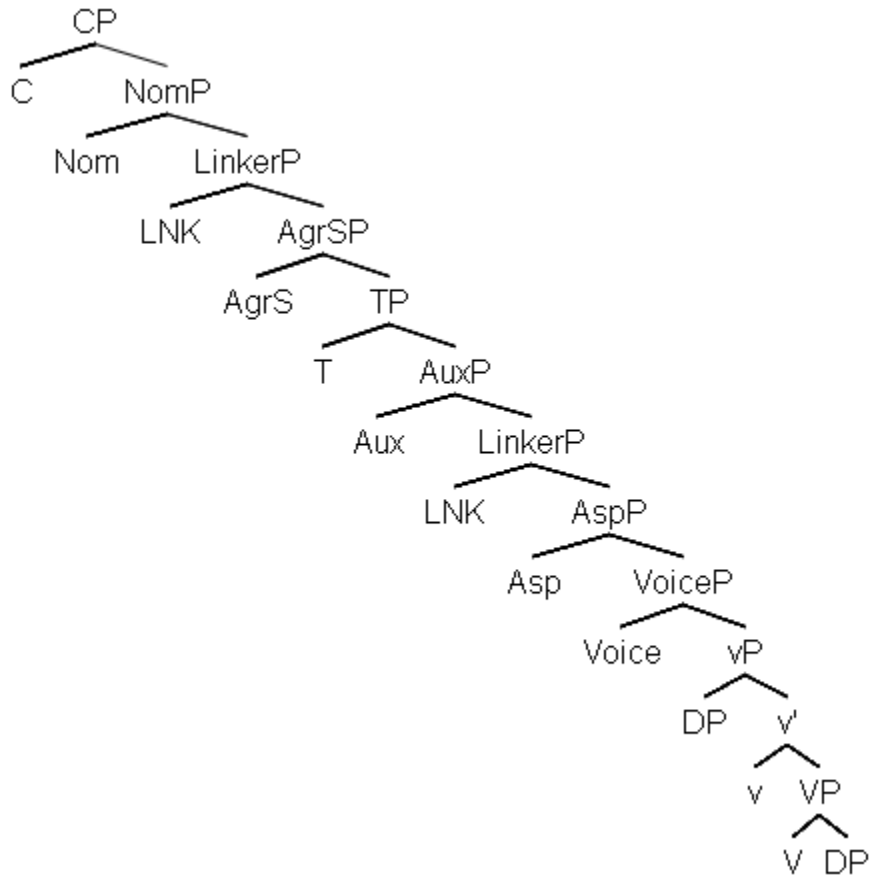 CP
C NomP
Nom LinkerP
LNK AgrSP
AgrS TP
T AuxP
Aux LinkerP
LNK AspP
Asp VoiceP
Voice vP
DP v'
v VP
V DP